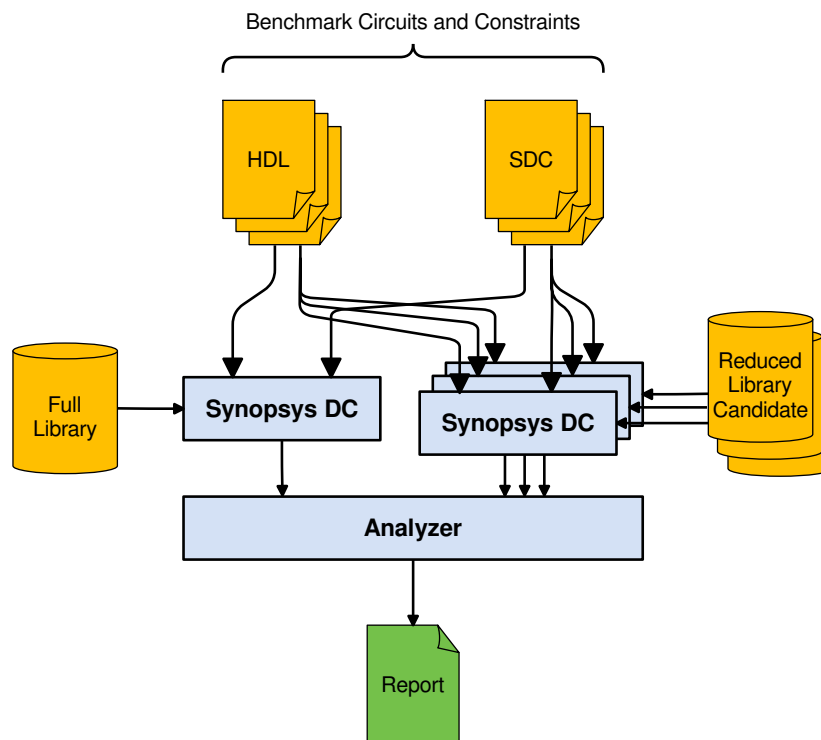 Benchmark Circuits and Constraints
HDL
SDC
Full
Library
Synopsys DC
Synopsys DC
Reduced
Library
Candidate
Analyzer
Report